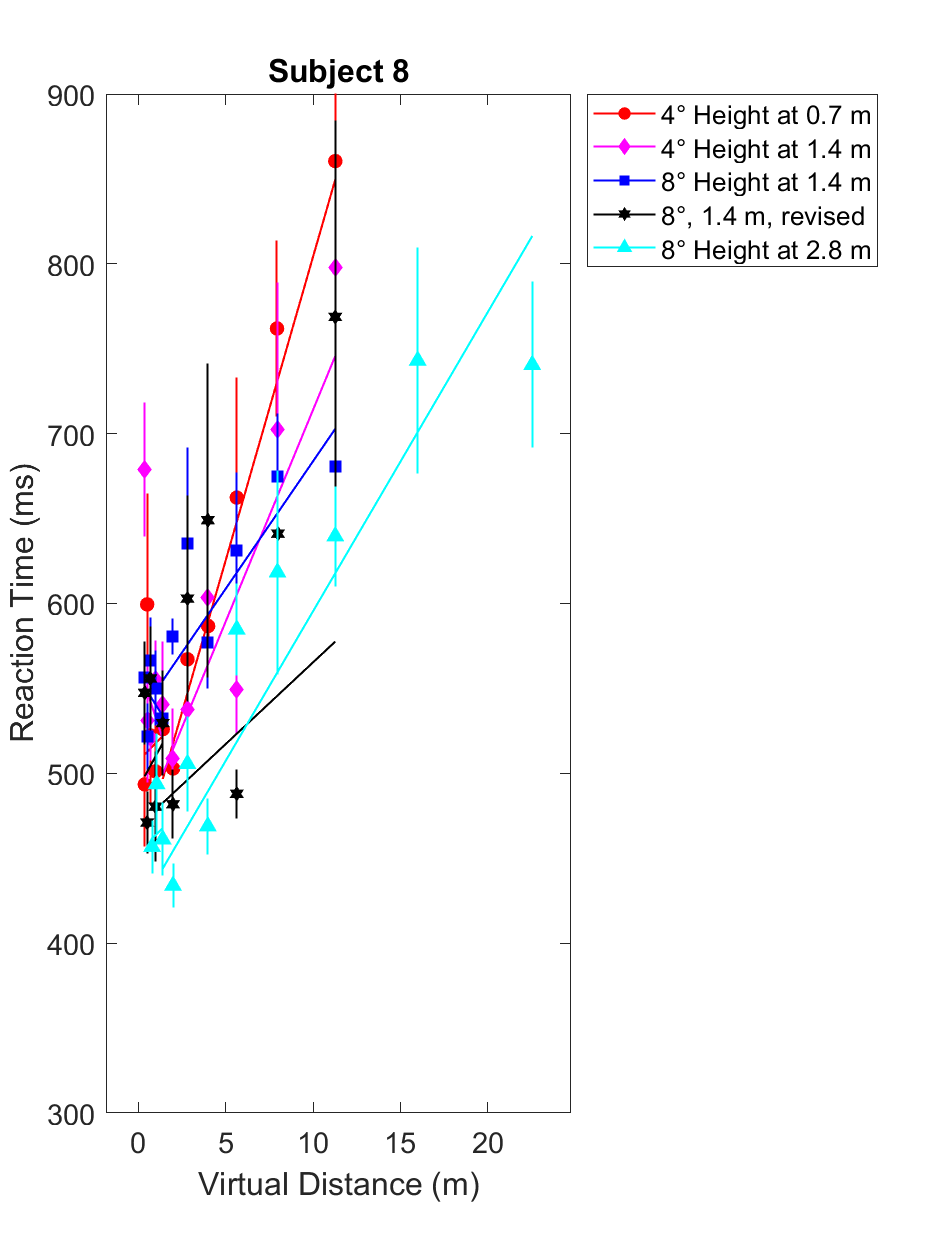 Subject 8
900
800
700
600
500
400
300
0 5 10 15 20
Virtual Distance (m)
Reaction Time (ms)
4° Height at 0.7 m
4° Height at 1.4 m
8° Height at 1.4 m
8°, 1.4 m, revised
8° Height at 2.8 m